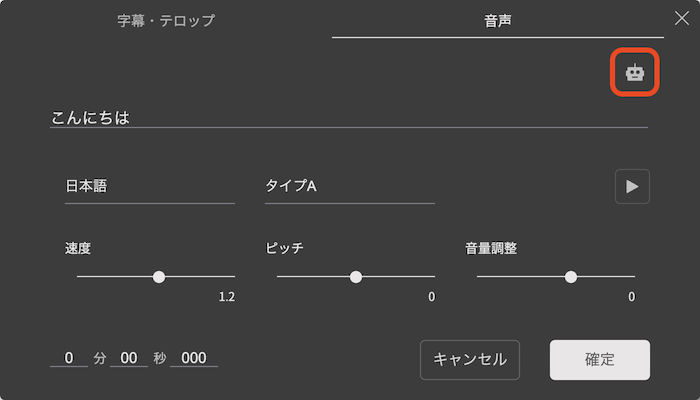 字幕・テロップ 音声
こんにちは
日本語 タイプA
速度 ピッチ 音量調整
1.2 0 0
0 分 00 秒 000 キャンセル 確定